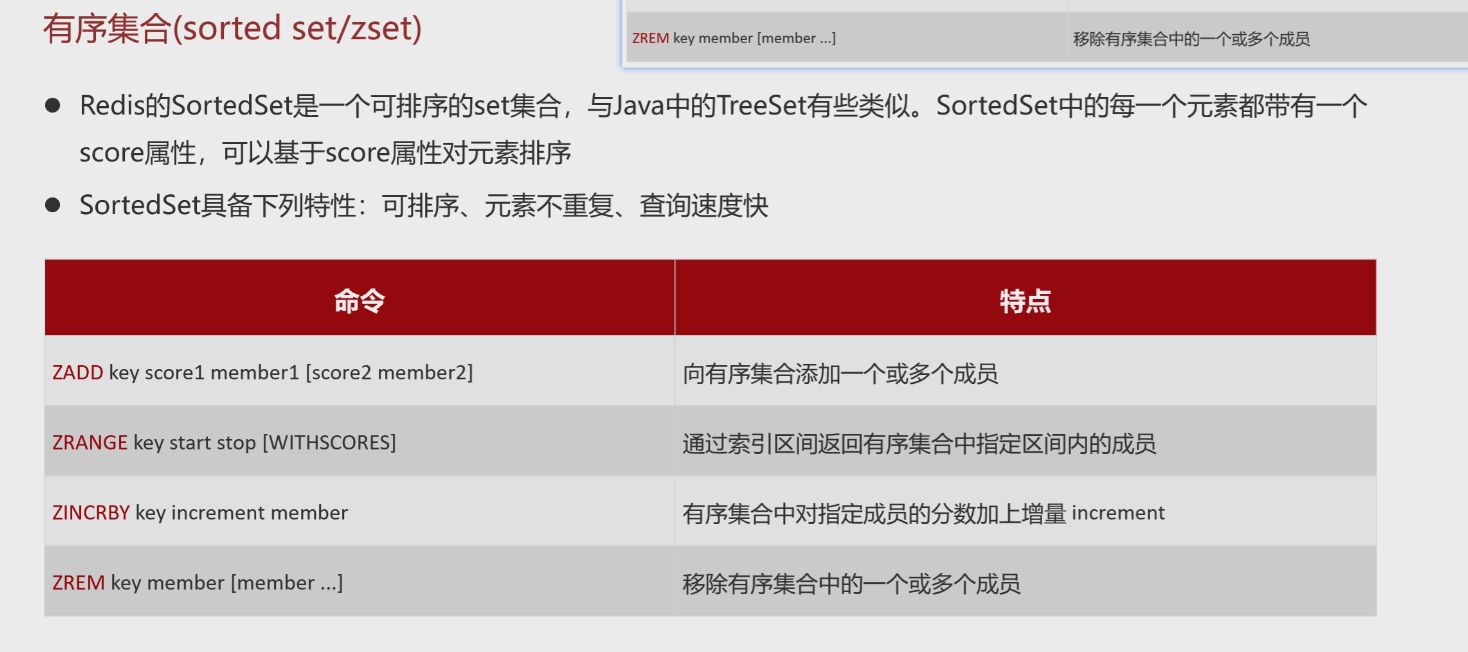 有序集合(sorted set/zset)
ZREM key member [member ...] 移除有序集合中的一个或多个成员
Redis的SortedSet是一个可排序的set集合，与Java中的TreeSet有些类似。SortedSet中的每一个元素都带有一个
score属性，可以基于score属性对元素排序
SortedSet具备下列特性：可排序、元素不重复、查询速度快
命令 特点
ZADD key score1 member1 [score2 member2] 向有序集合添加一个或多个成员
ZRANGE key start stop [WITHSCORES] 通过索引区间返回有序集合中指定区间内的成员
ZINCRBY key increment member 有序集合中对指定成员的分数加上增量 increment
ZREM key member [member ...] 移除有序集合中的一个或多个成员